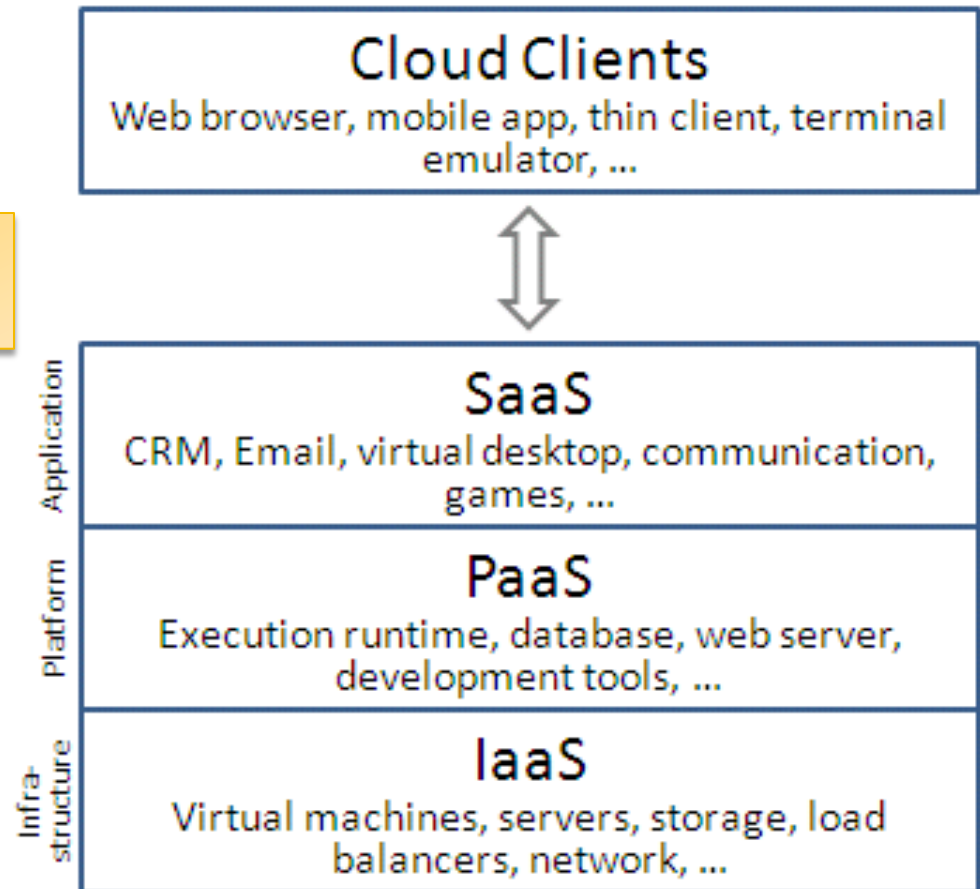 Cloud Clients
Web browser, mobile app, thin client, terminal
emulator, ...
Application
SaaS
CRM, Email, virtual desktop, communication,
games, ...
Platform
PaaS
Execution runtime, database, web server,
development tools, ...
Infra-
structure
IaaS
Virtual machines, servers, storage, load
balancers, network, ...